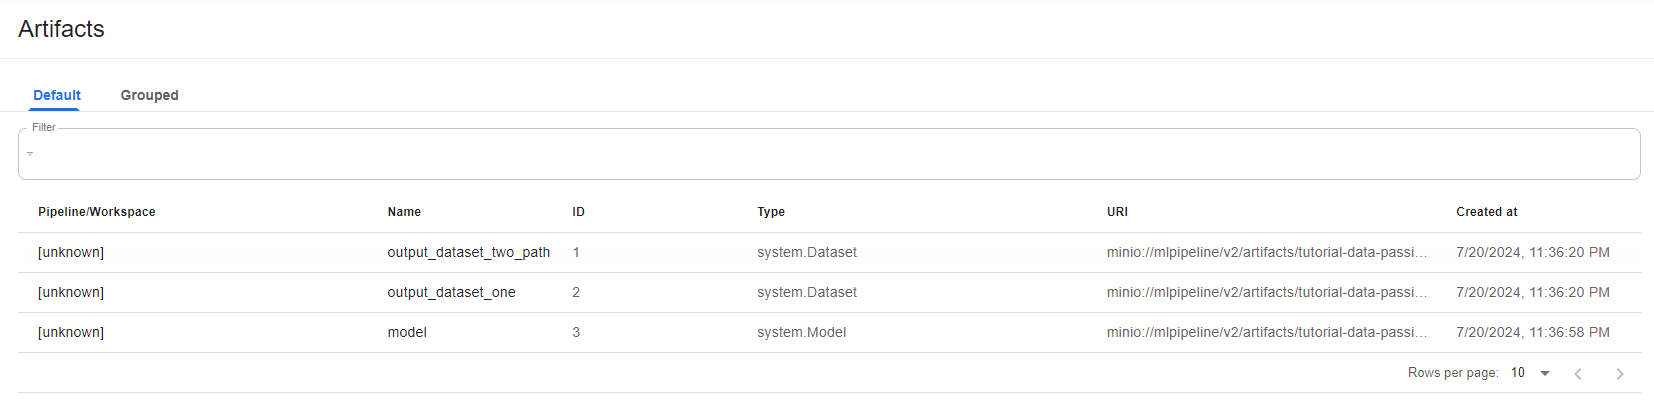 Artifacts
Default Grouped
Filter
Pipeline/Workspace Name ID Type URI Created at
[unknown] output_dataset_two_path 1 system.Dataset minio://mlpipeline/v2/artifacts/tutorial-data-passi... 7/20/2024, 11:36:20 PM
[unknown] output_dataset_one 2 system.Dataset minio://mlpipeline/v2/artifacts/tutorial-data-passi... 7/20/2024, 11:36:20 PM
[unknown] model 3 system.Model minio://mlpipeline/v2/artifacts/tutorial-data-passi... 7/20/2024, 11:36:58 PM
Rows per page: 10